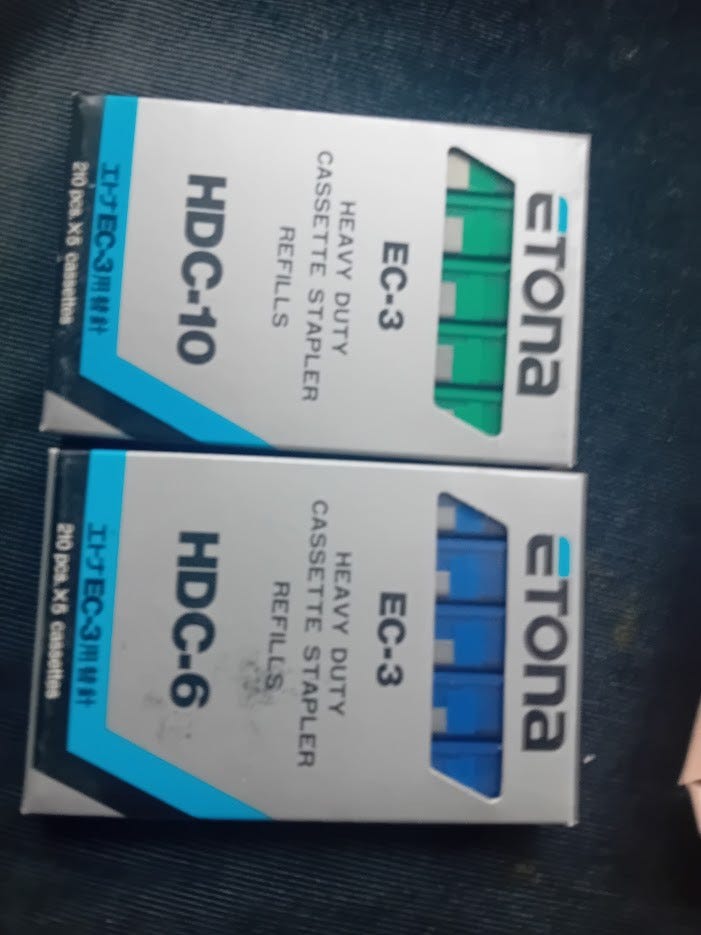 ETONA
EC-3
HEAVY DUTY
CASSETTE STAPLER
REFILLS
HDC-10
エトナEC-3用替針
210 pcs. X 5 cassettes
ETONA
EC-3
HEAVY DUTY
CASSETTE STAPLER
REFILLS
HDC-6
エトナEC-3用替針
210 pcs. X 5 cassettes